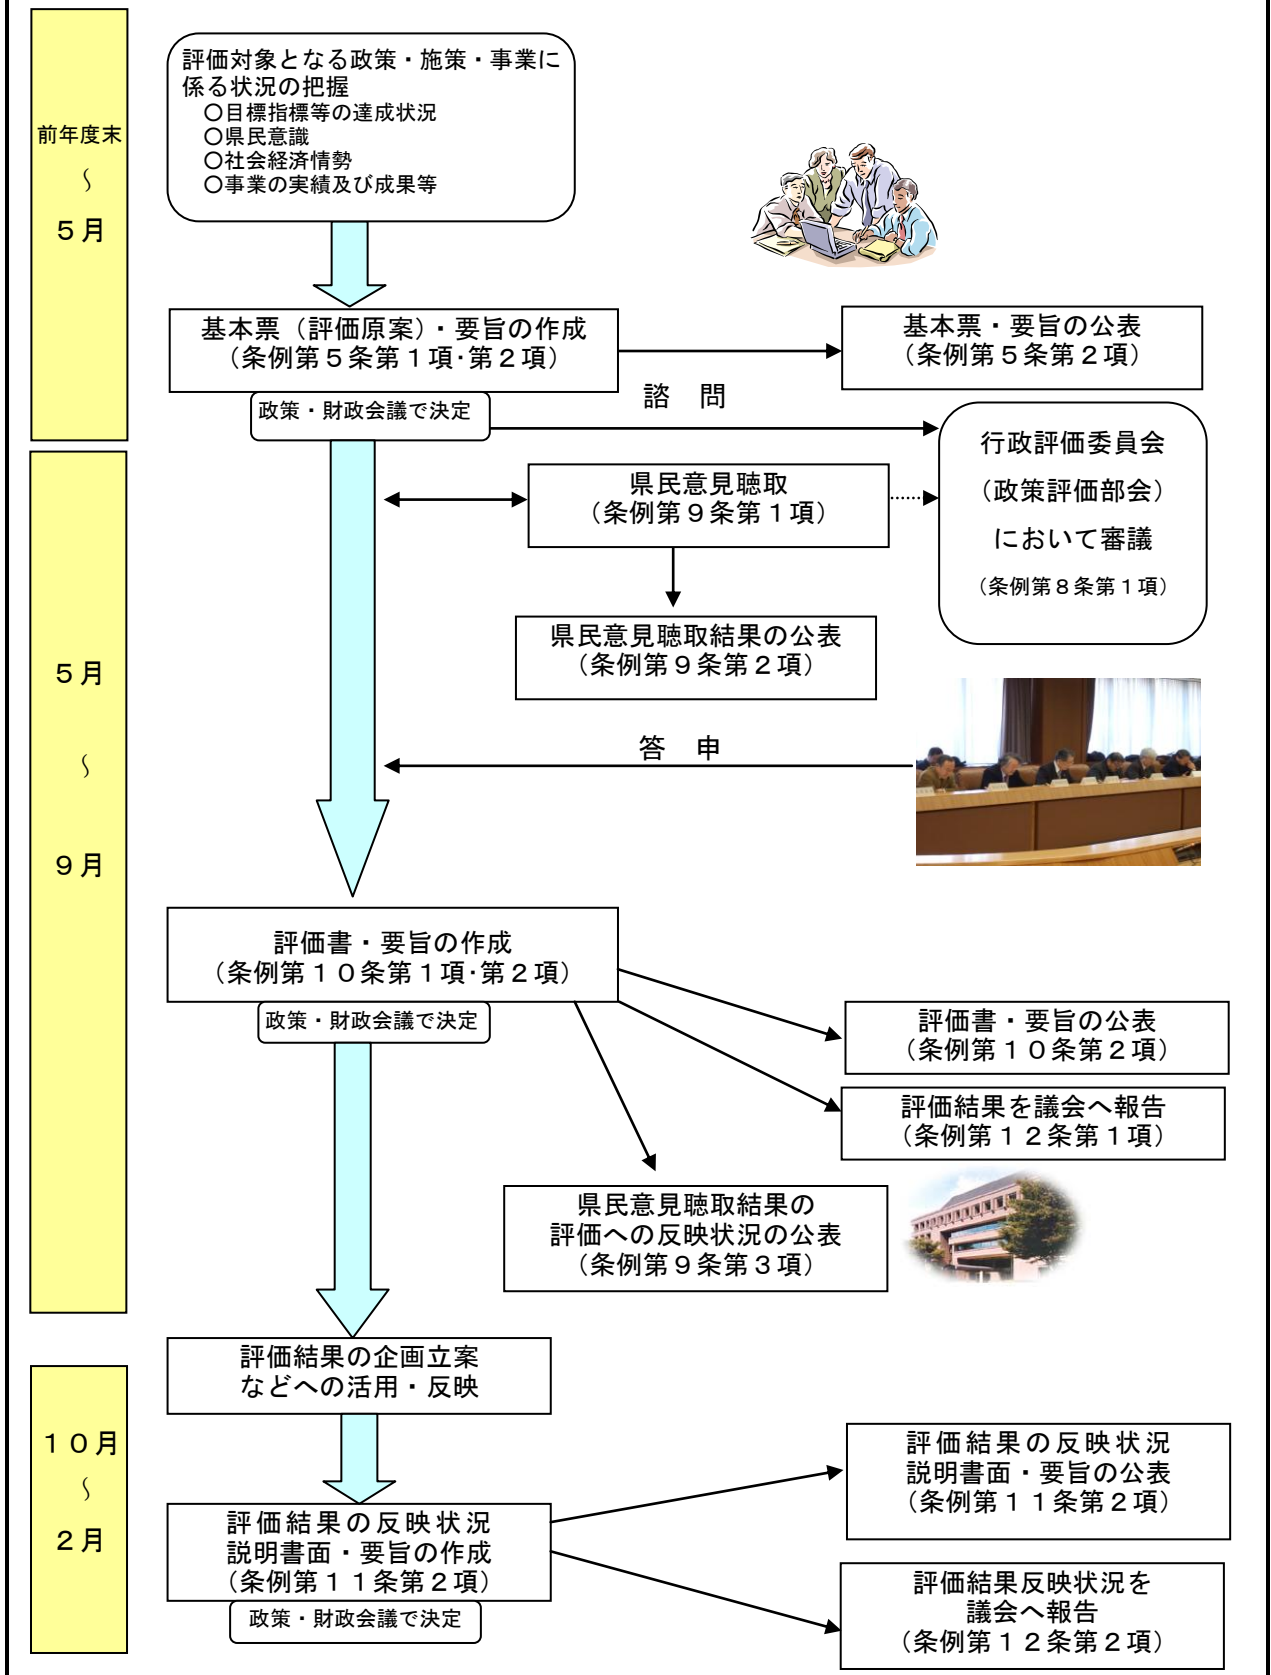 前年度末
～
５月
評価対象となる政策・施策・事業に
係る状況の把握
○目標指標等の達成状況
○県民意識
○社会経済情勢
○事業の実績及び成果等
基本票（評価原案）・要旨の作成
（条例第５条第１項・第２項）
政策・財政会議で決定
基本票・要旨の公表
（条例第５条第２項）
諮 問
行政評価委員会
（政策評価部会）
において審議
（条例第８条第１項）
５月
～
９月
県民意見聴取
（条例第９条第１項）
県民意見聴取結果の公表
（条例第９条第２項）
答 申
評価書・要旨の作成
（条例第１０条第１項・第２項）
政策・財政会議で決定
評価書・要旨の公表
（条例第１０条第２項）
評価結果を議会へ報告
（条例第１２条第１項）
県民意見聴取結果の
評価への反映状況の公表
（条例第９条第３項）
評価結果の企画立案
などへの活用・反映
１０月
～
２月
評価結果の反映状況
説明書面・要旨の作成
（条例第１１条第２項）
政策・財政会議で決定
評価結果の反映状況
説明書面・要旨の公表
（条例第１１条第２項）
評価結果反映状況を
議会へ報告
（条例第１２条第２項）